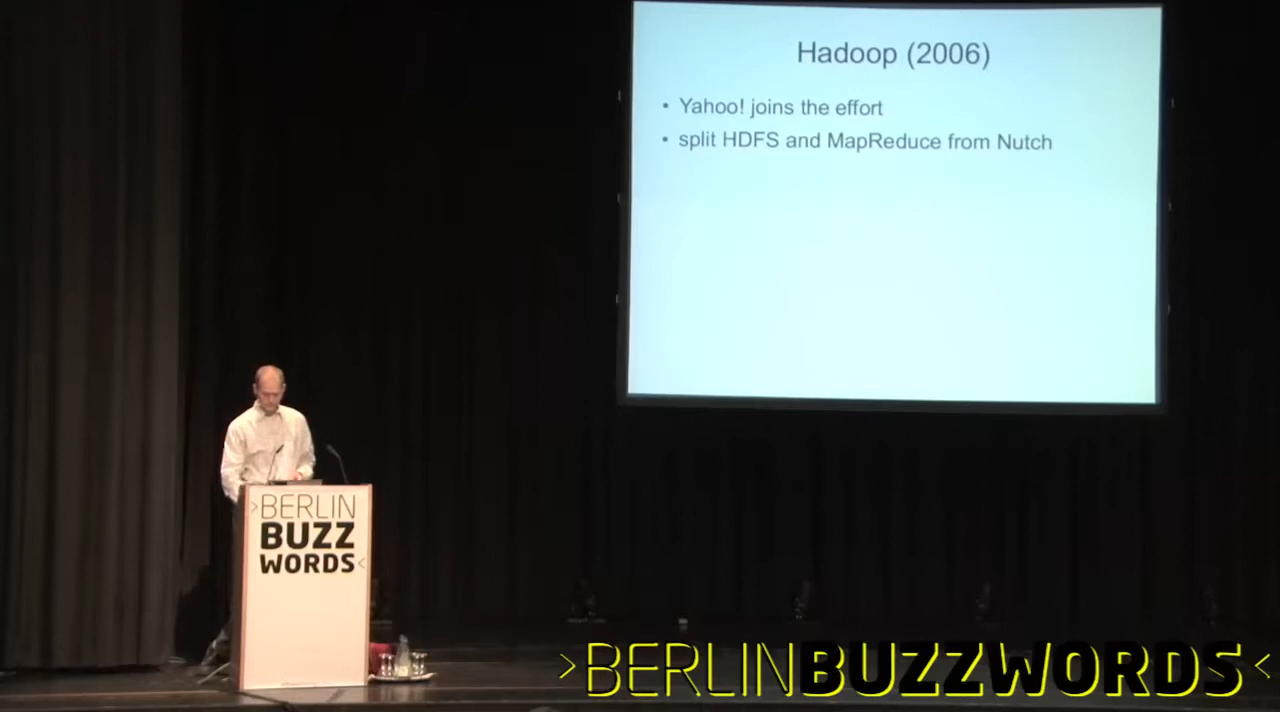 Hadoop (2006)
• Yahoo! joins the effort
• split HDFS and MapReduce from Nutch
>BERLIN
BUZZ
WORDS<
>BERLINBUZZWORDS<